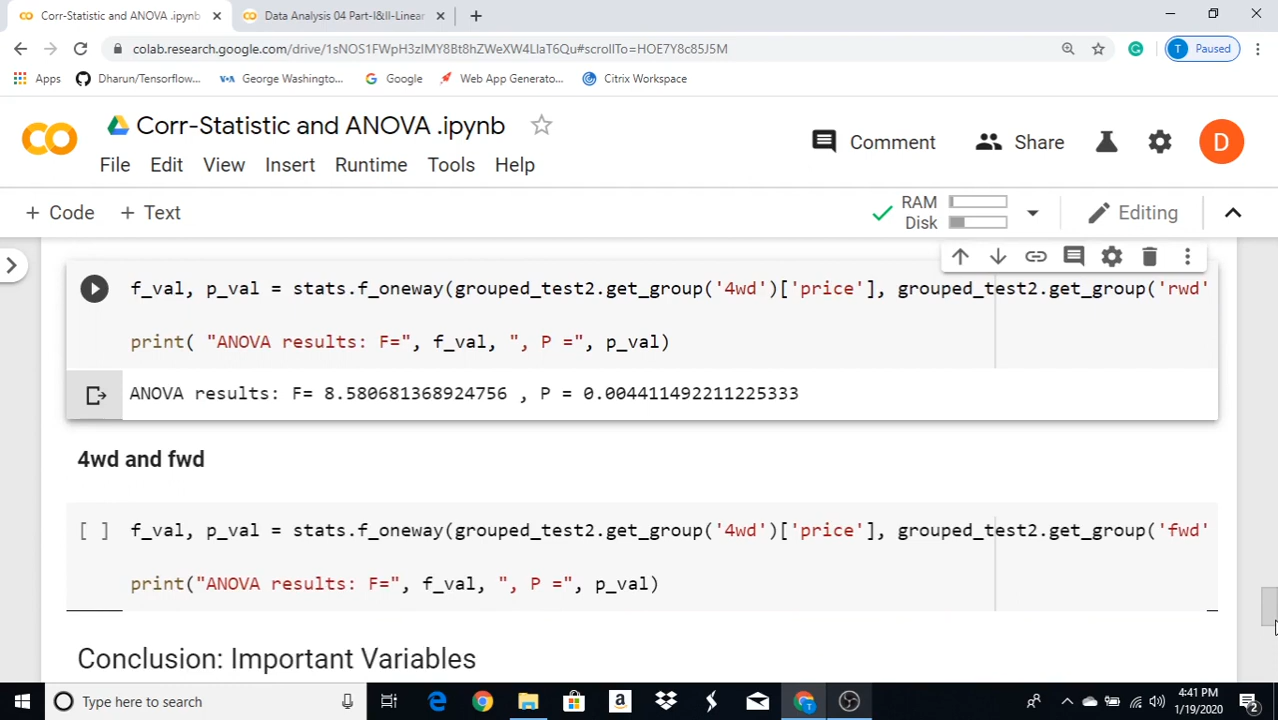 Corr-Statistic and ANOVA .ipynb
Data Analysis 04 Part-I&II-Linear
colab.research.google.com/drive/1sNOS1FWpH3zIMY8Bt8hZWeXW4LlaT6Qu#scrollTo=HOE7Y8c85J5M
T Paused
Apps Dharun/Tensorflow... George Washingto... Google Web App Generato... Citrix Workspace
Corr-Statistic and ANOVA .ipynb
Comment Share D
File Edit View Insert Runtime Tools Help
+ Code + Text
RAM
Disk
Editing
f_val, p_val = stats.f_oneway(grouped_test2.get_group('4wd')['price'], grouped_test2.get_group('rwd'
print( "ANOVA results: F=", f_val, ", P =", p_val)
ANOVA results: F= 8.580681368924756 , P = 0.004411492211225333
4wd and fwd
[ ] f_val, p_val = stats.f_oneway(grouped_test2.get_group('4wd')['price'], grouped_test2.get_group('fwd'
print("ANOVA results: F=", f_val, ", P =", p_val)
Conclusion: Important Variables
Type here to search
4:41 PM
1/19/2020
2